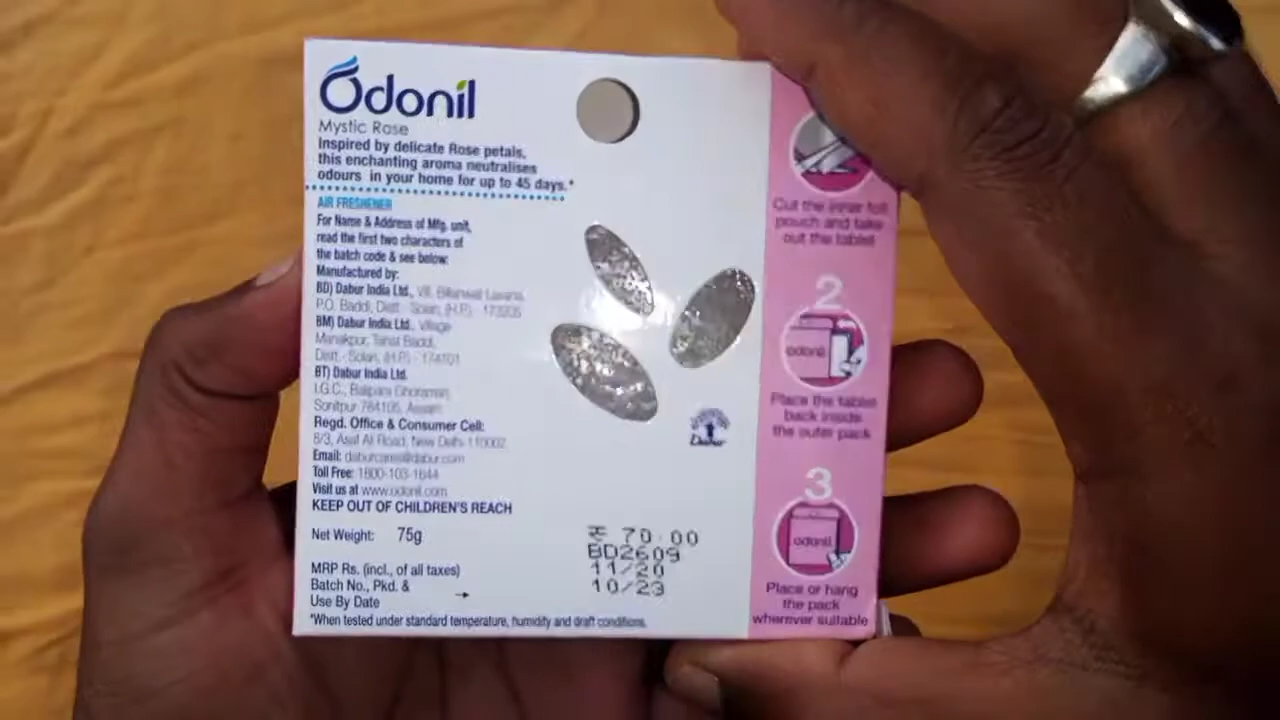 Odonil
Mystic Rose
Inspired by delicate Rose petals,
this enchanting aroma neutralises
odours in your home for up to 45 days.*
AIR FRESHENER
For Name & Address of Mfg. unit,
read the first two characters of
the batch code & see below:
Manufactured by:
BD) Dabur India Ltd., Vill. Billanwali Lavana,
P.O. Baddi, Distt.- Solan, (H.P.) - 173205
BM) Dabur India Ltd., Village
Manakpur, Tehsil Baddi,
Distt.- Solan, (H.P.) - 174101
BT) Dabur India Ltd.
I.G.C., Balipara
Sonitpur 784105, Assam
Regd. Office & Consumer Cell:
8/3, Asaf Ali Road, New Delhi-110002
Email: daburcares@dabur.com
Toll Free: 1800-103-1644
Visit us at www.odonil.com
KEEP OUT OF CHILDREN'S REACH
Net Weight: 75g
MRP Rs. (incl., of all taxes)
Batch No., Pkd. &
Use By Date
₹ 70.00
BD2609
11/20
10/23
*When tested under standard temperature, humidity and draft conditions.
Dabur
Cut the inner foil
pouch and take
out the tablet
2
odonil
Place the tablet
back inside
the outer pack
3
odonil
Place or hang
the pack
wherever suitable